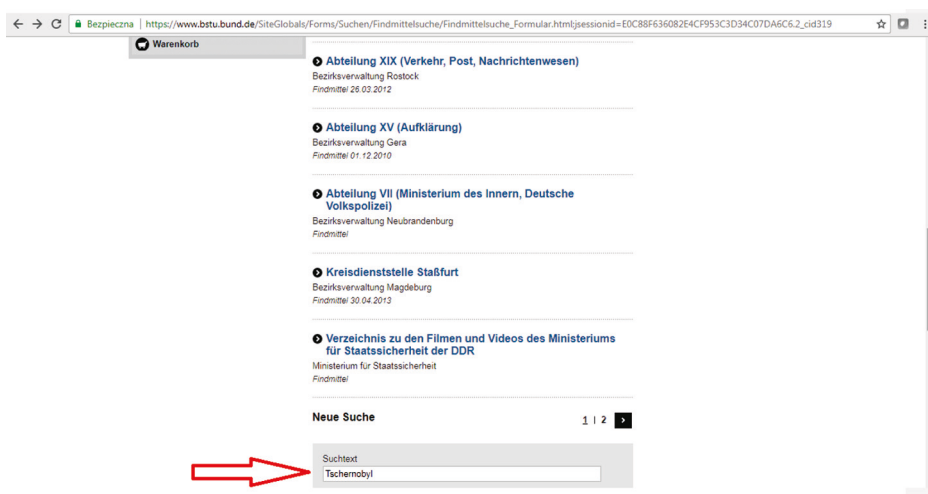 Bezpieczna | https://www.bstu.bund.de/SiteGlobals/Forms/Suchen/Findmittelsuche/Findmittelsuche_Formular.html;jsessionid=E0C88F636082E4CF953C3D34C07DA6C6.2_cid319
Warenkorb
Abteilung XIX (Verkehr, Post, Nachrichtenwesen)
Bezirksverwaltung Rostock
Findmittel 26.03.2012
Abteilung XV (Aufklärung)
Bezirksverwaltung Gera
Findmittel 01.12.2010
Abteilung VII (Ministerium des Innern, Deutsche
Volkspolizei)
Bezirksverwaltung Neubrandenburg
Findmittel
Kreisdienststelle Staßfurt
Bezirksverwaltung Magdeburg
Findmittel 30.04.2013
Verzeichnis zu den Filmen und Videos des Ministeriums
für Staatssicherheit der DDR
Ministerium für Staatssicherheit
Findmittel
Neue Suche
1 | 2
Suchtext
Tschernobyl